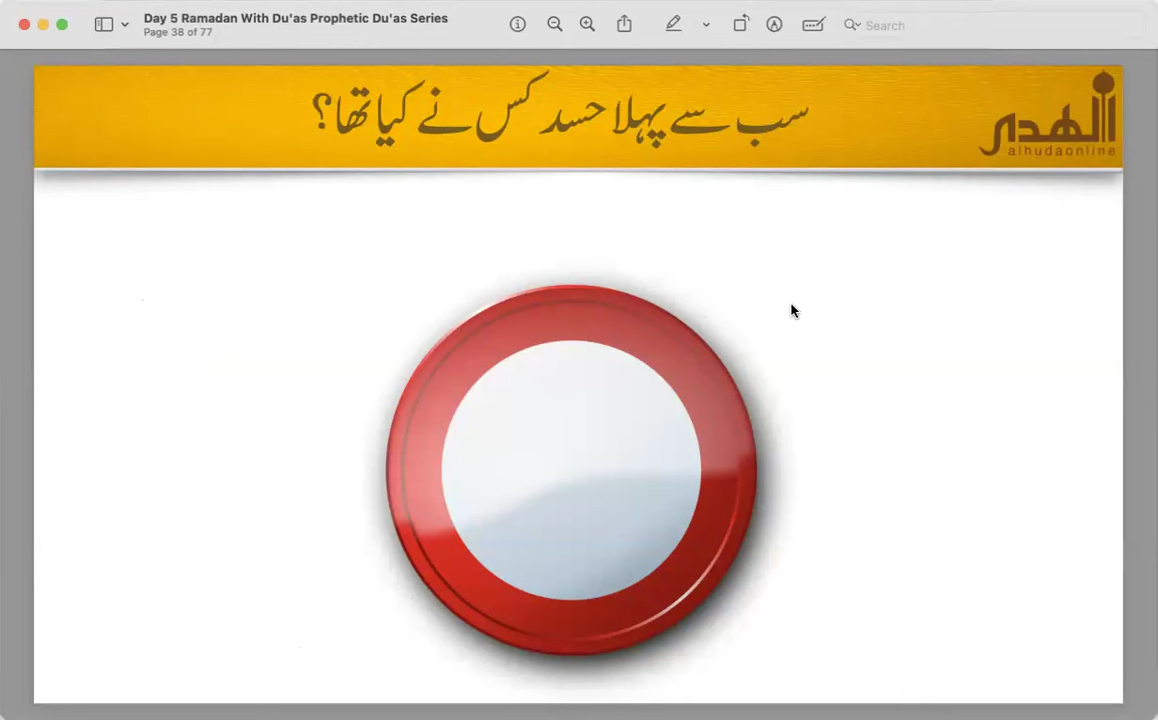 Day 5 Ramadan With Du'as Prophetic Du'as Series
Page 38 of 77
Search
سب سے پہلا حسد کس نے کیا تھا؟
الهدى
alhudaonline